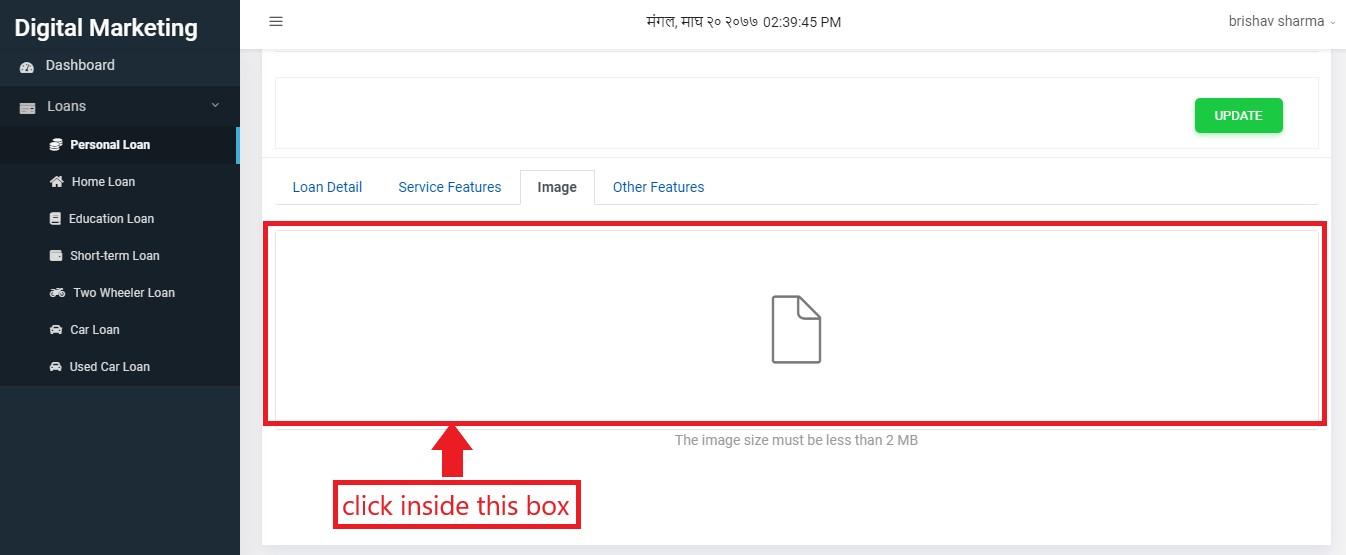 Digital Marketing
मंगल, माघ २० २०७७ 02:39:45 PM
brishav sharma
Dashboard
Loans
Personal Loan
Home Loan
Education Loan
Short-term Loan
Two Wheeler Loan
Car Loan
Used Car Loan
UPDATE
Loan Detail Service Features Image Other Features
The image size must be less than 2 MB
click inside this box